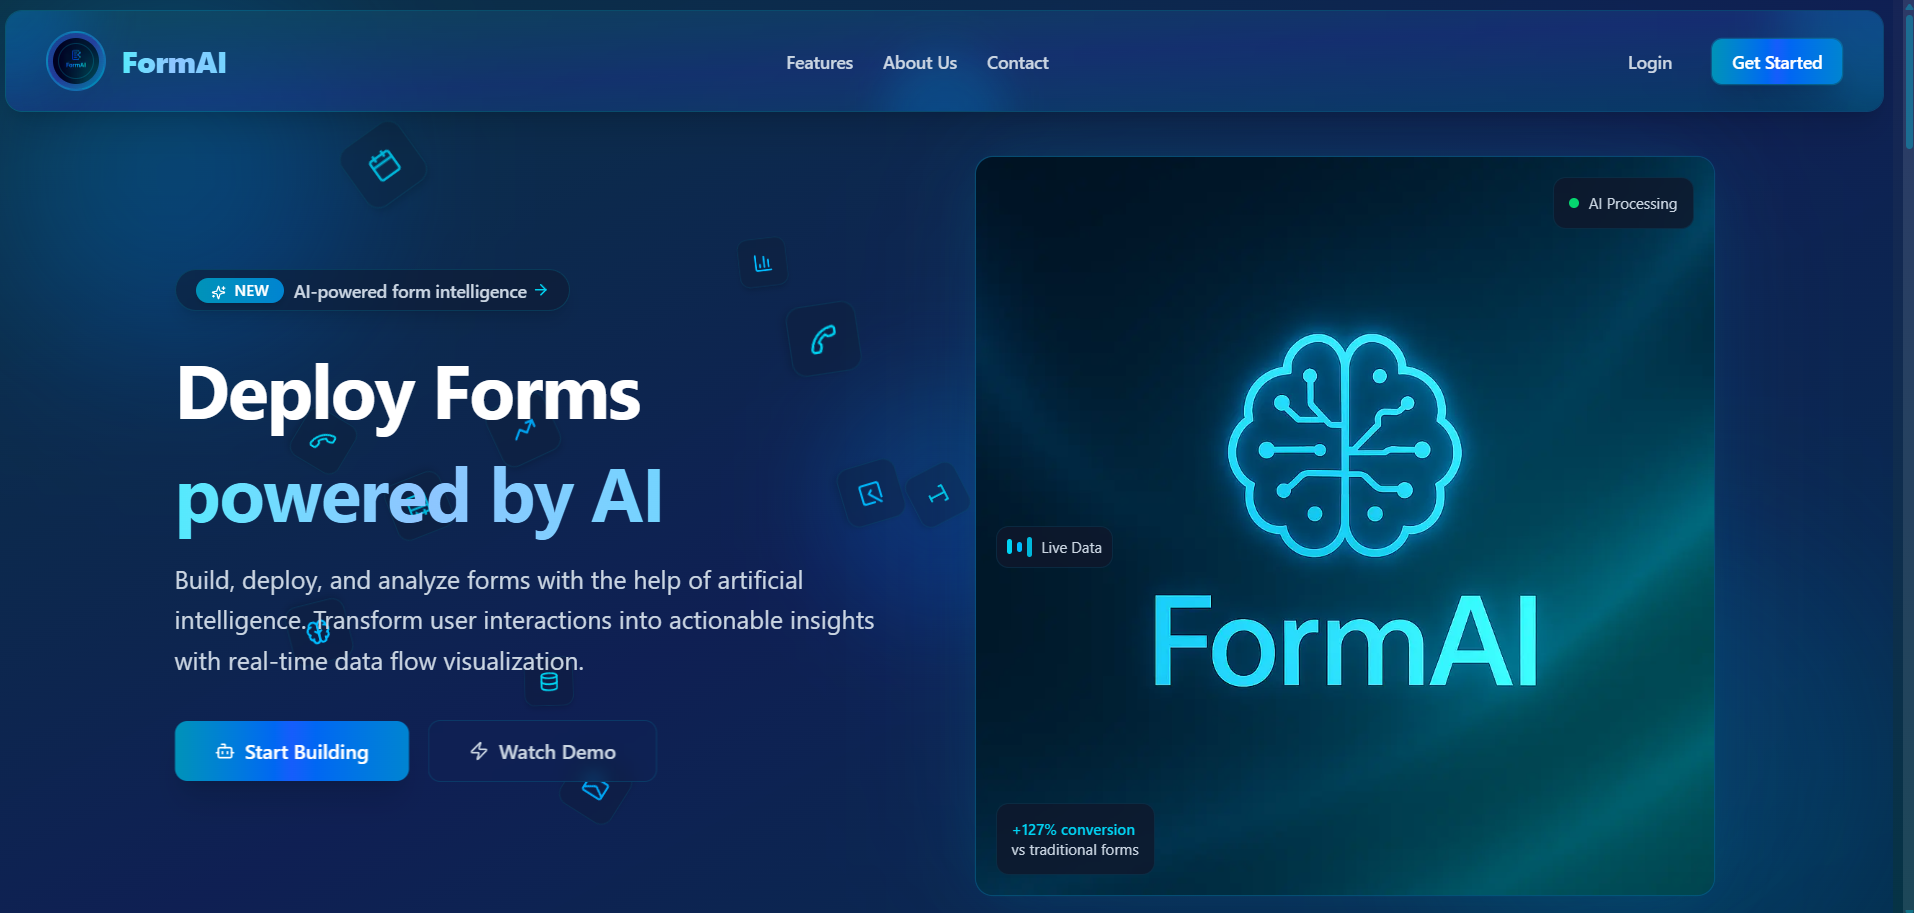 FormAI
FormAI
Features
About Us
Contact
Login
Get Started
NEW
AI-powered form intelligence
Deploy Forms
powered by AI
Build, deploy, and analyze forms with the help of artificial
intelligence. Transform user interactions into actionable insights
with real-time data flow visualization.
Start Building
Watch Demo
AI Processing
Live Data
FormAI
+127% conversion
vs traditional forms